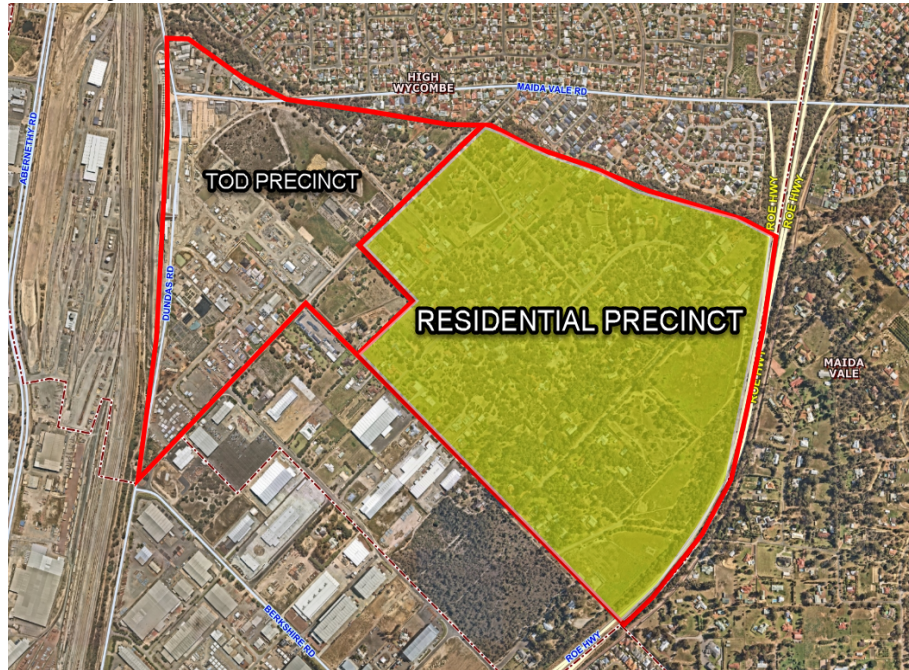 HIGH
WYCOMBE
MAIDA VALE RD
ABERNETHY RD
TOD PRECINCT
ROE HWY
ROE HWY
DUNDAS RD
RESIDENTIAL PRECINCT
ROE HWY
MAIDA
VALE
BERKSHIRE RD
ROE HWY